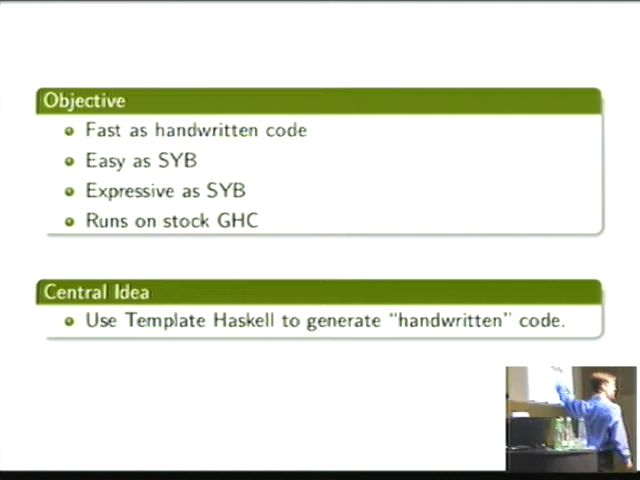 Objective
Fast as handwritten code
Easy as SYB
Expressive as SYB
Runs on stock GHC
Central Idea
Use Template Haskell to generate “handwritten” code.